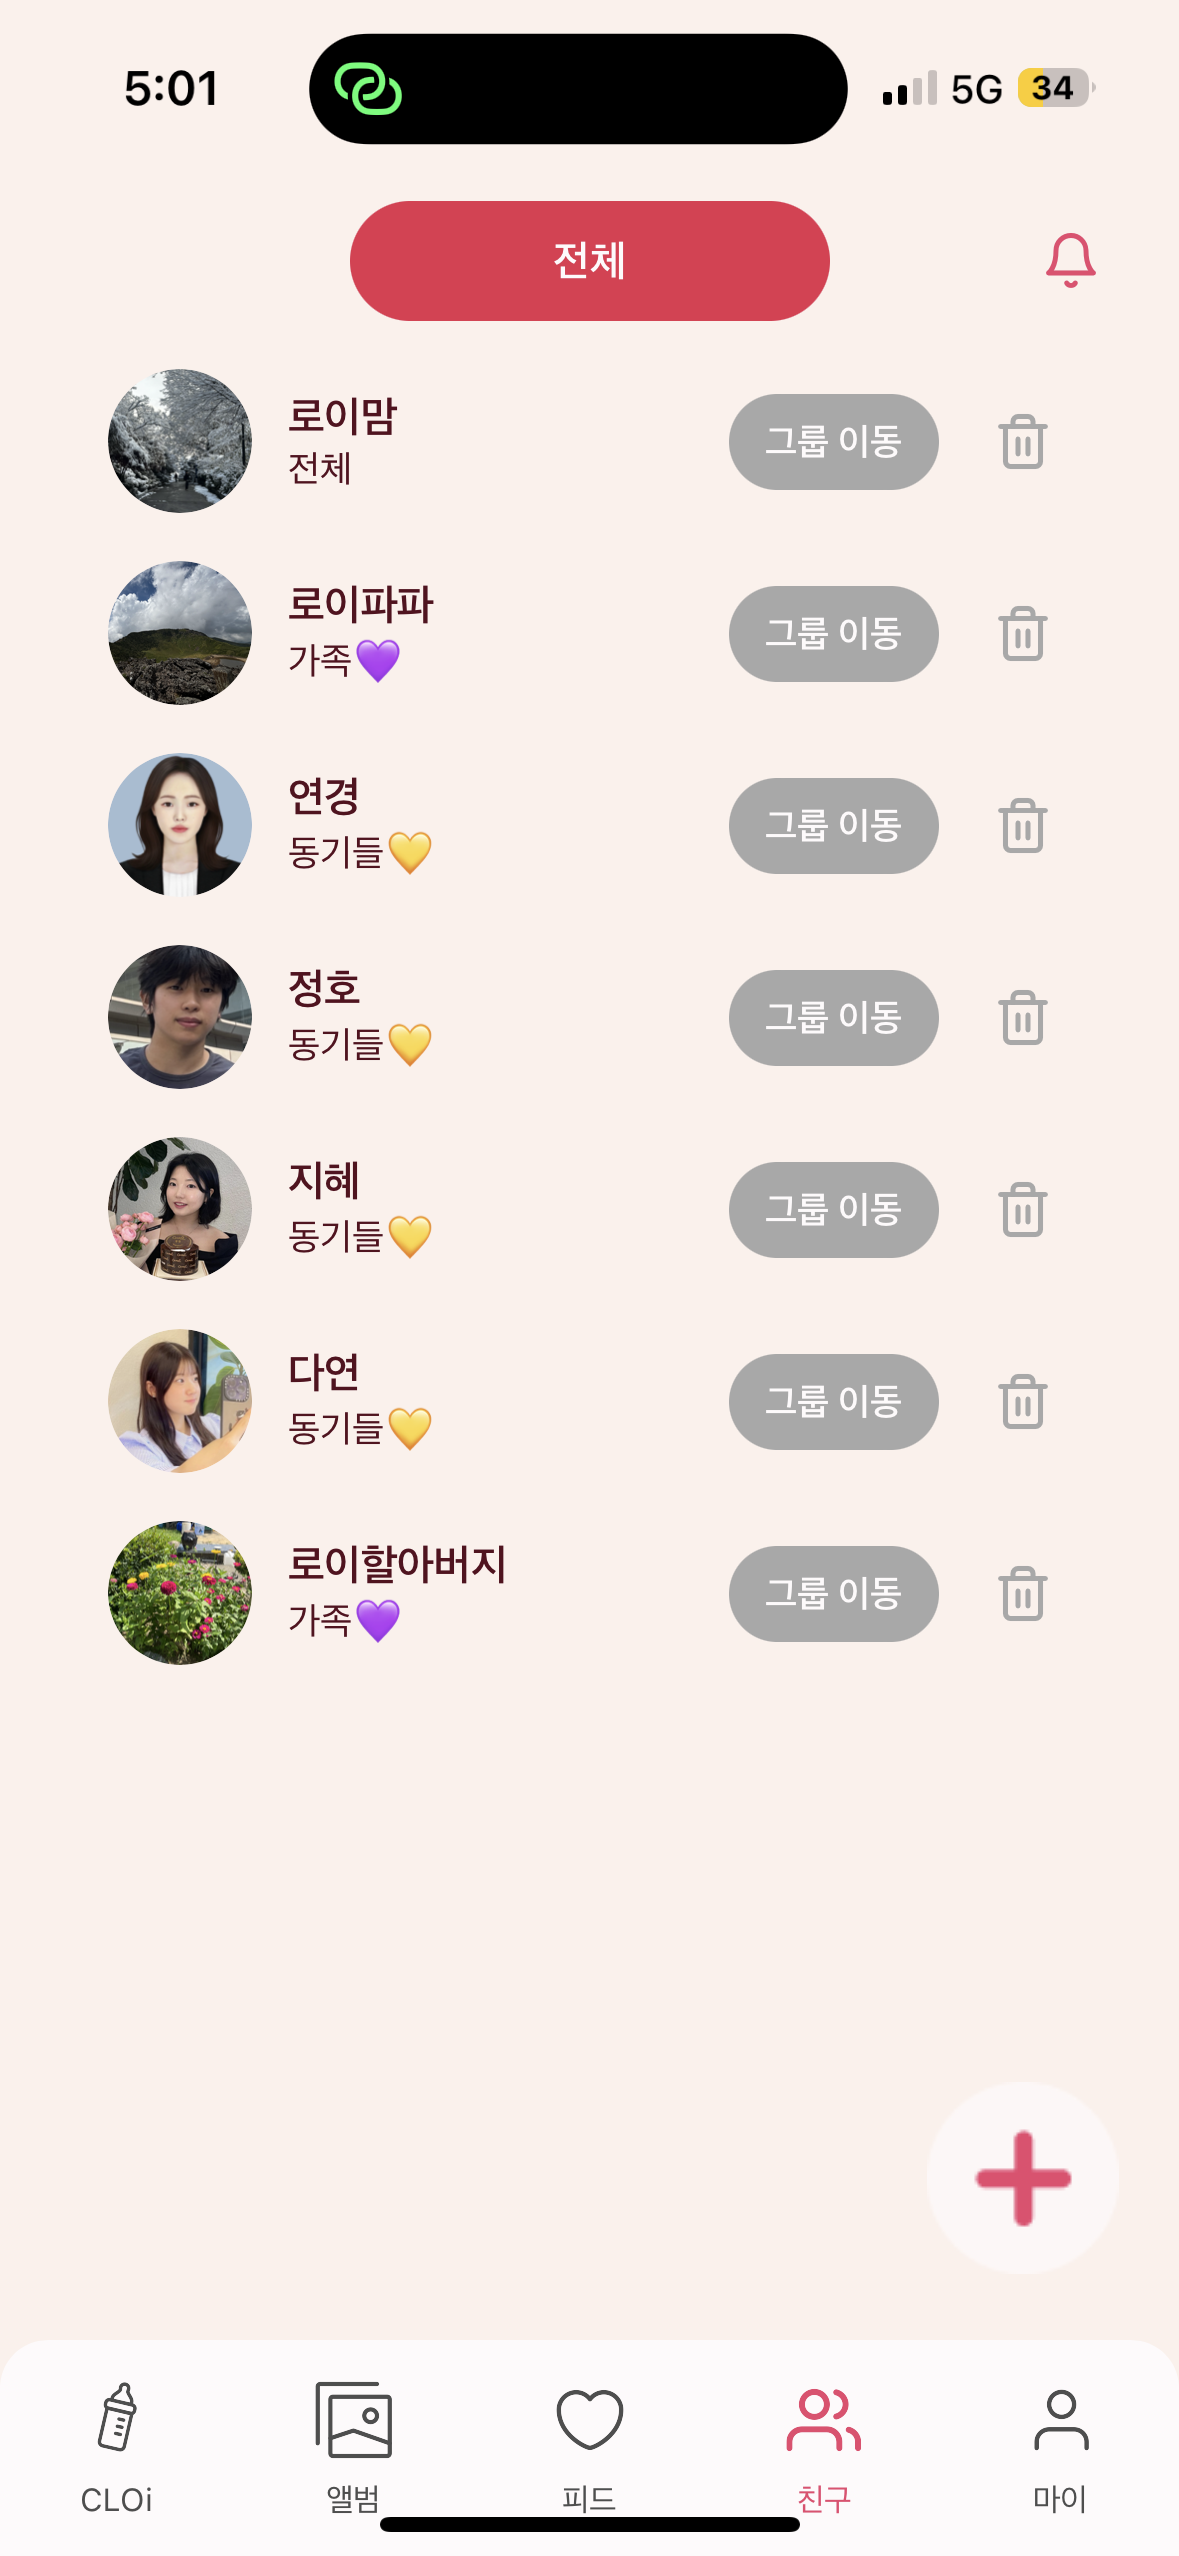 5:01
5G
34
전체
로이맘
전체
그룹 이동
로이파파
가족💜
그룹 이동
연경
동기들💛
그룹 이동
정호
동기들💛
그룹 이동
지혜
동기들💛
그룹 이동
다연
동기들💛
그룹 이동
로이할아버지
가족💜
그룹 이동
CLOi
앨범
피드
친구
마이